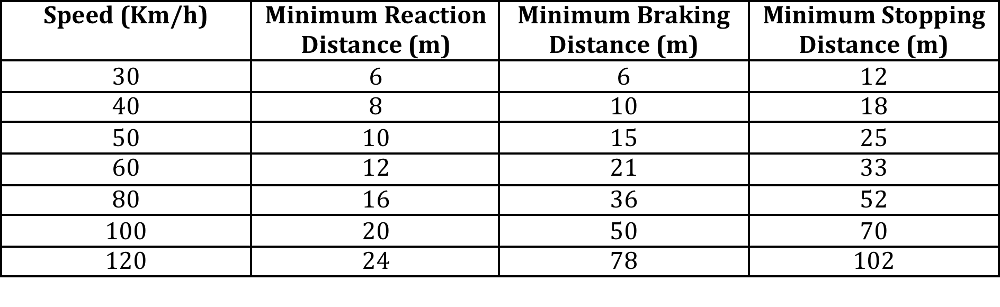 Speed (Km/h) Minimum Reaction Distance (m) Minimum Braking Distance (m) Minimum Stopping Distance (m)
30 6 6 12
40 8 10 18
50 10 15 25
60 12 21 33
80 16 36 52
100 20 50 70
120 24 78 102